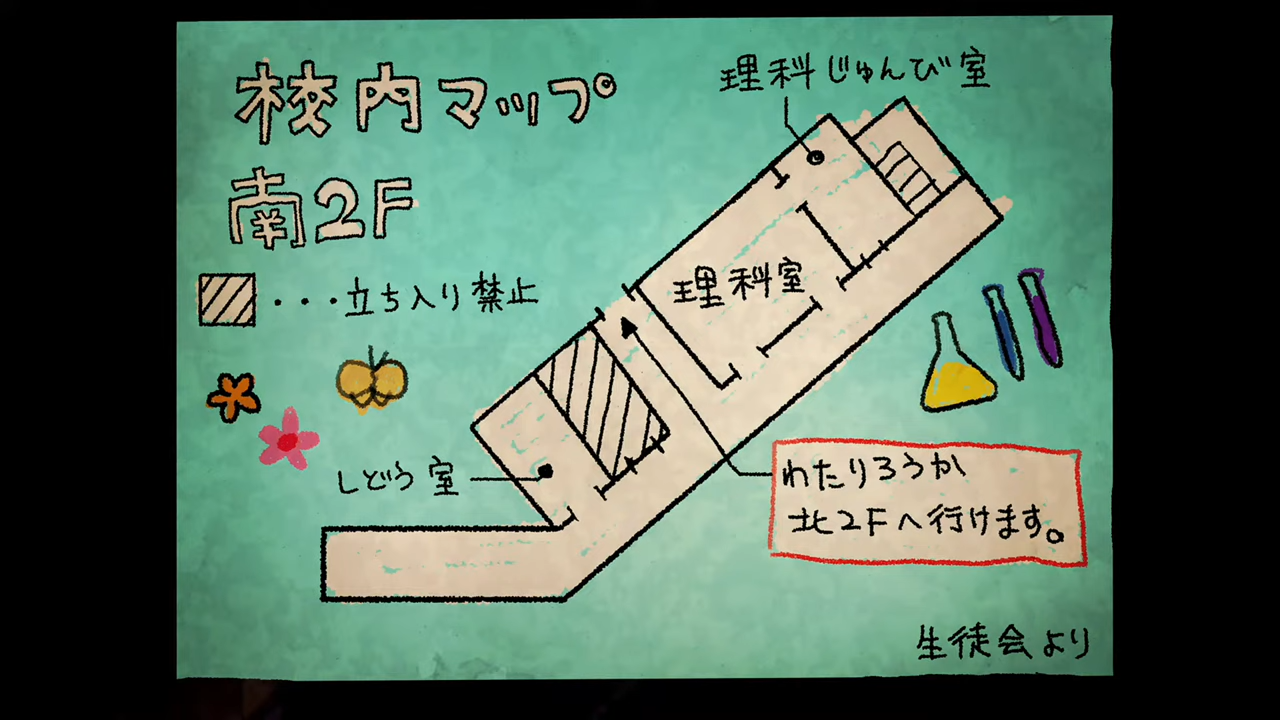 校内マップ
南2F
・・・立ち入り禁止
理科じゅんび室
理科室
しどう室
わたりろうか
北2Fへ行けます。
生徒会より